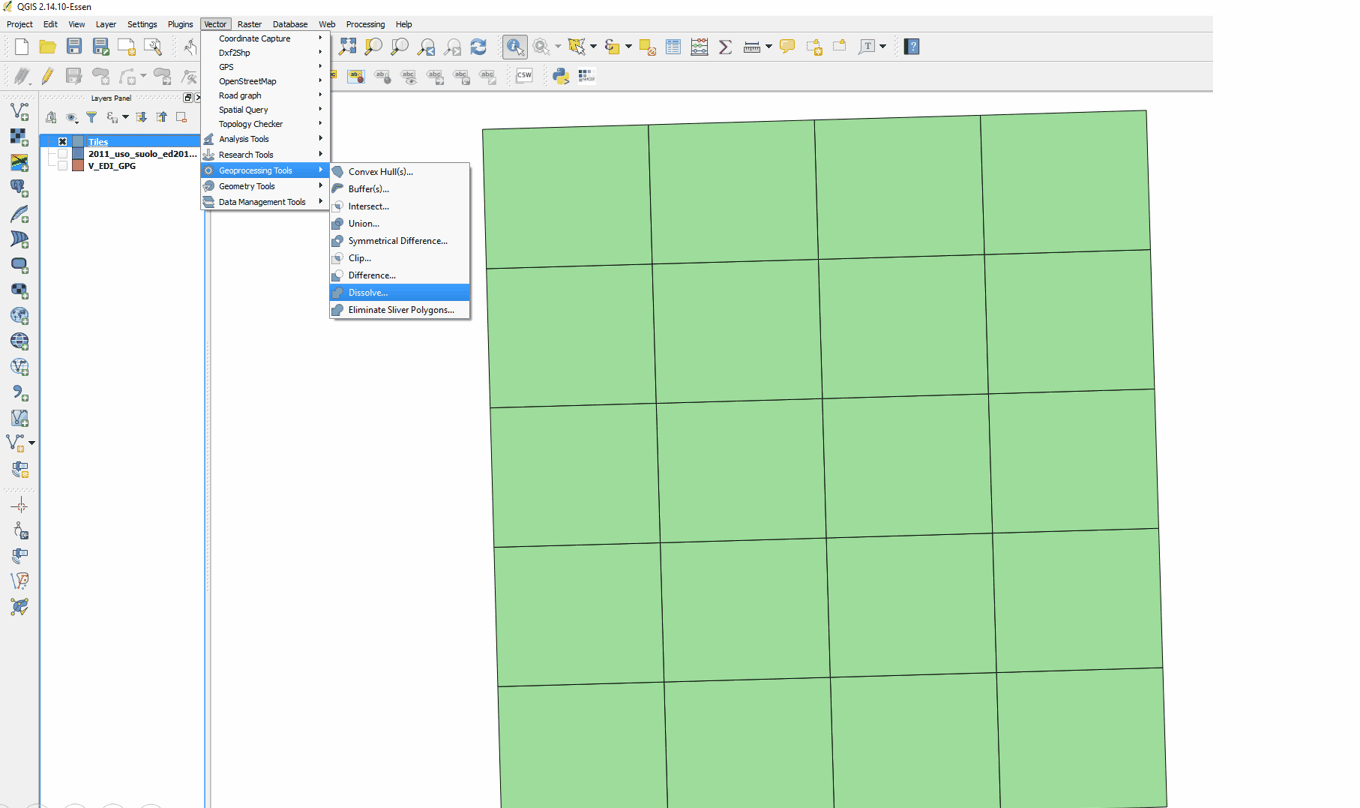 QGIS 2.14.10-Essen
Project Edit View Layer Settings Plugins Vector Raster Database Web Processing Help
Coordinate Capture
Dxf2Shp
GPS
OpenStreetMap
Road graph
Spatial Query
Topology Checker
Analysis Tools
Research Tools
Geoprocessing Tools
Geometry Tools
Data Management Tools
Convex Hull(s)...
Buffer(s)...
Intersect...
Union...
Symmetrical Difference...
Clip...
Difference...
Dissolve...
Eliminate Sliver Polygons...
Layers Panel
Tiles
2011_uso_suolo_ed201...
V_EDI_GPG
CSW